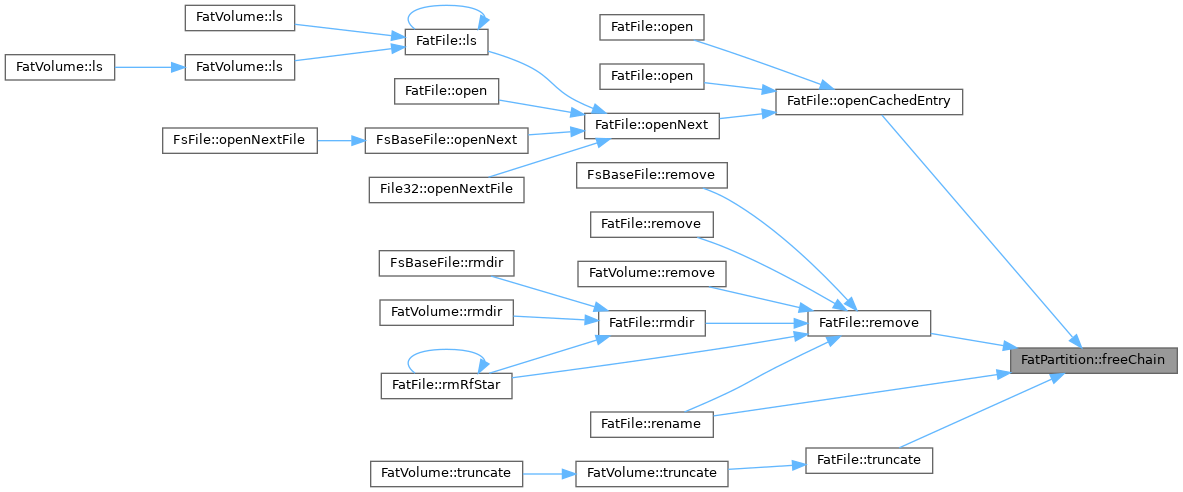 FatVolume::ls
FatFile::open
FatFile::ls
FatVolume::ls
FatVolume::ls
FatFile::open
FatFile::open
FatFile::openCachedEntry
FatFile::openNext
FsFile::openNextFile
FsBaseFile::openNext
File32::openNextFile
FsBaseFile::remove
FatFile::remove
FsBaseFile::rmdir
FatVolume::remove
FatVolume::rmdir
FatFile::rmdir
FatFile::remove
FatPartition::freeChain
FatFile::rmRfStar
FatFile::rename
FatFile::truncate
FatVolume::truncate
FatVolume::truncate